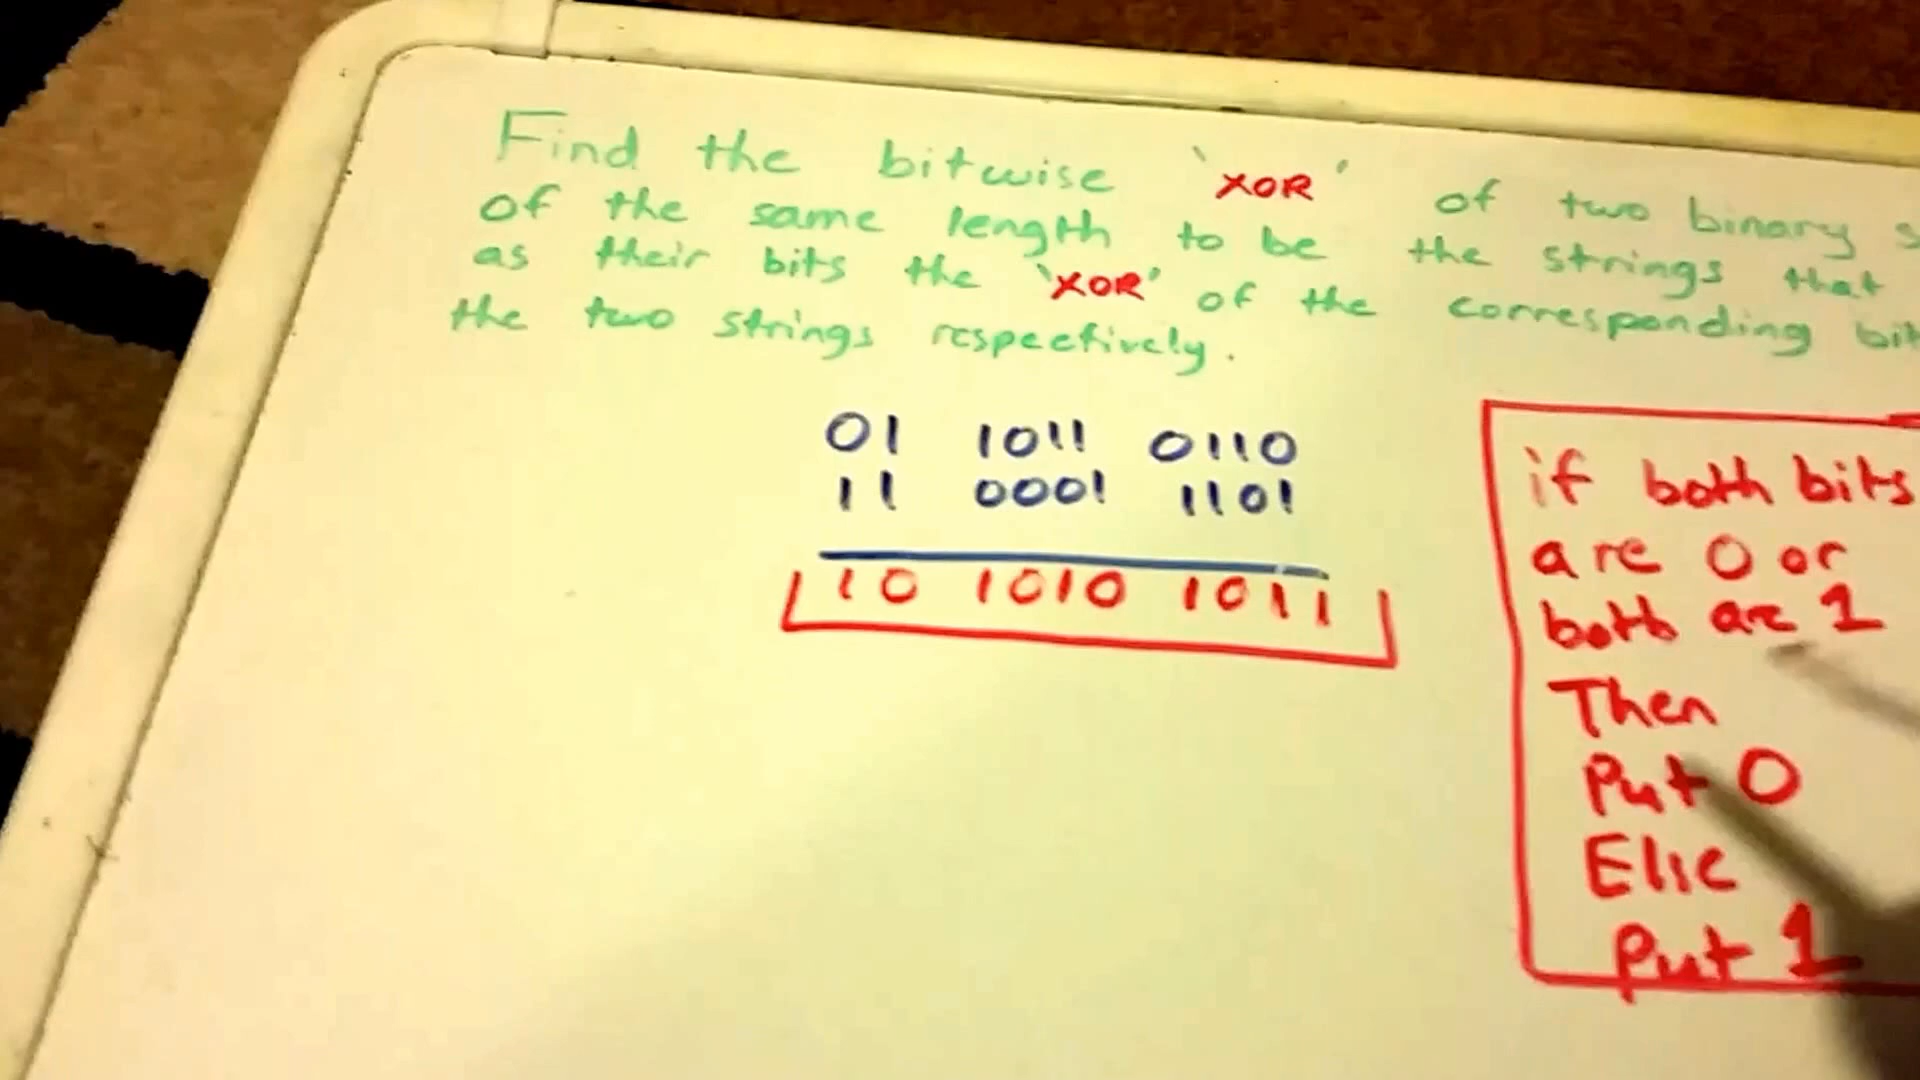 Find the bitwise 'XOR' of two binary
of the same length to be the strings that
as their bits the 'XOR' of the corresponding
the two strings respectively.
01 1011 0110
11 0001 1101
10 1010 1011
if both bits
are 0 or
both are 1
Then
Put 0
Else
Put 1